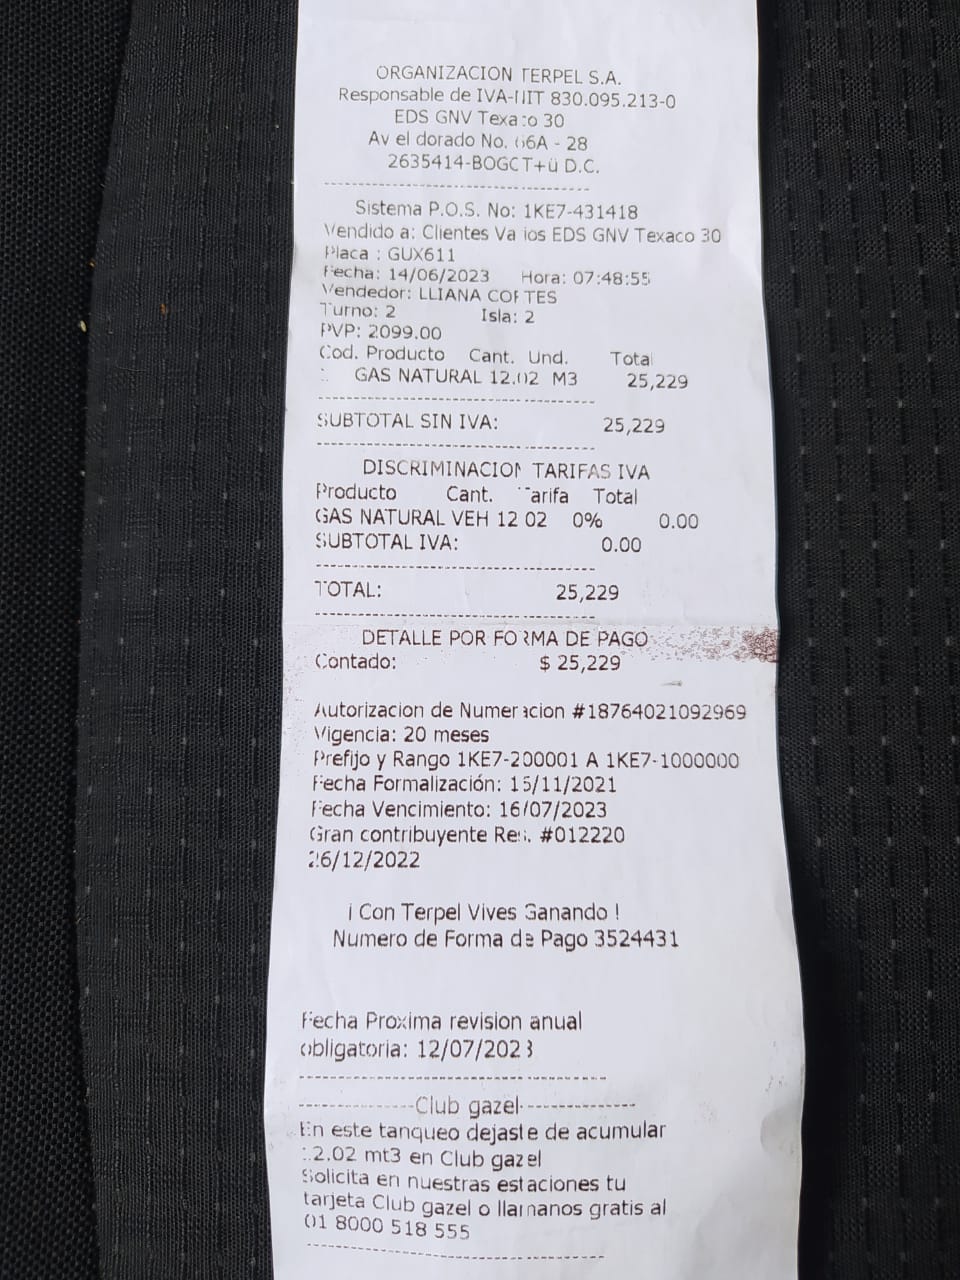 ORGANIZACION TERPEL S.A.
Responsable de IVA-NIT 830.095.213-0
EDS GNV Texaco 30
Av el dorado No. 66A - 28
2635414-BOGCT+ü D.C.
Sistema P.O.S. No: 1KE7-431418
Vendido a: Clientes Varios EDS GNV Texaco 30
Placa : GUX611
Fecha: 14/06/2023 Hora: 07:48:55
Vendedor: LLIANA CORTES
Turno: 2 Isla: 2
PVP: 2099.00
Cod. Producto Cant. Und. Total
GAS NATURAL 12.02 M3 25,229
SUBTOTAL SIN IVA: 25,229
DISCRIMINACION TARIFAS IVA
Producto Cant. Tarifa Total
GAS NATURAL VEH 12.02 0% 0.00
SUBTOTAL IVA: 0.00
TOTAL: 25,229
DETALLE POR FORMA DE PAGO
Contado: $ 25,229
Autorizacion de Numeracion #18764021092969
Vigencia: 20 meses
Prefijo y Rango 1KE7-200001 A 1KE7-1000000
Fecha Formalización: 15/11/2021
Fecha Vencimiento: 16/07/2023
Gran contribuyente Res. #012220
26/12/2022
¡ Con Terpel Vives Ganando !
Numero de Forma de Pago 3524431
Fecha Proxima revision anual
obligatoria: 12/07/2023
Club gazel
En este tanqueo dejaste de acumular
12.02 mt3 en Club gazel
Solicita en nuestras estaciones tu
tarjeta Club gazel o llamanos gratis al
01 8000 518 555